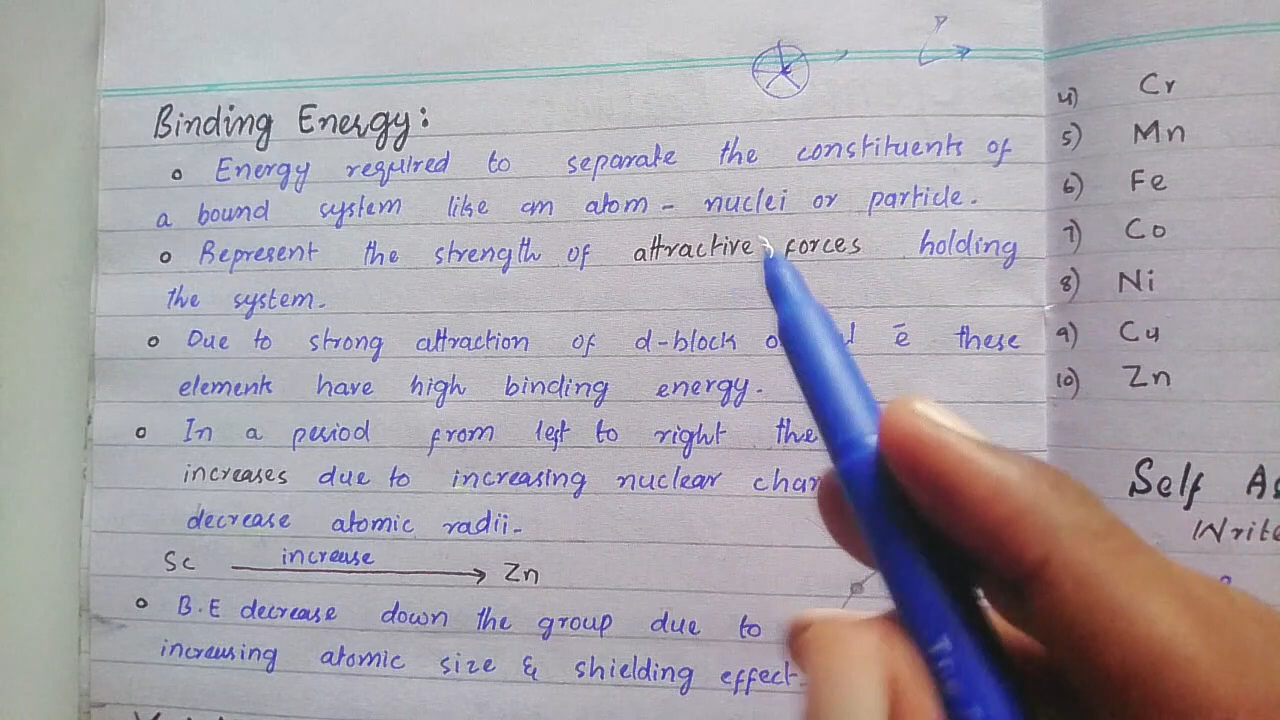 Binding Energy:
• Energy required to separate the constituents of
a bound system like an atom - nuclei or particle.
• Represent the strength of attractive forces holding
the system.
• Due to strong attraction of d-block ē these
element have high binding energy.
• In a period from left to right the
increases due to increasing nuclear
decrease atomic radii.
Sc increase → Zn
• B.E decrease down the group due to
increasing atomic size & shielding effect.
4) Cr
5) Mn
6) Fe
7) Co
8) Ni
9) Cu
10) Zn
Self
Write